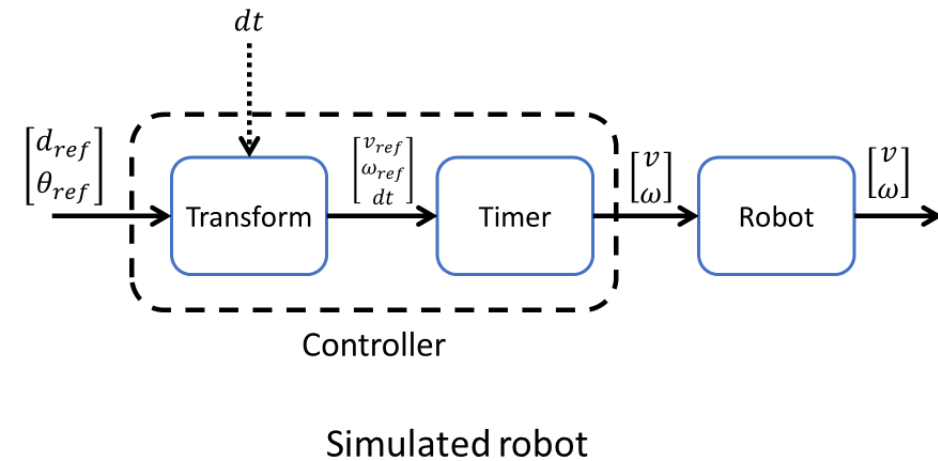 dt
[d_ref
θ_ref]
[v_ref
ω_ref
dt]
[v
ω]
[v
ω]
Transform
Timer
Robot
Controller
Simulated robot